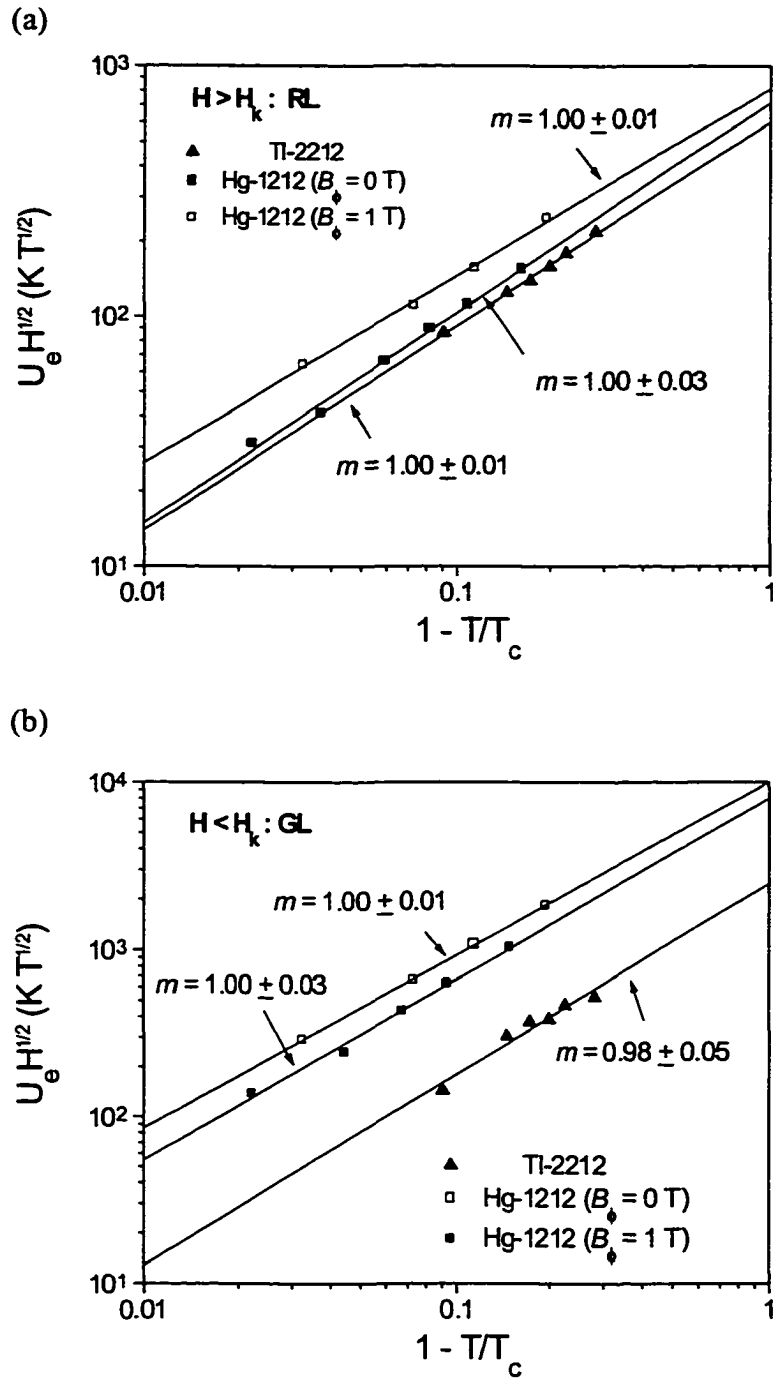 (a)
10³
H > Hₖ : RL
m = 1.00 ± 0.01
▲ Tl-2212
■ Hg-1212 (B_ϕ = 0 T)
□ Hg-1212 (B_ϕ = 1 T)
U_e H^{1/2} (K T^{1/2})
10²
m = 1.00 ± 0.03
m = 1.00 ± 0.01
10¹
0.01 0.1 1
1 - T/T_c
(b)
10⁴
H < Hₖ : GL
m = 1.00 ± 0.01
10³
m = 1.00 ± 0.03
U_e H^{1/2} (K T^{1/2})
m = 0.98 ± 0.05
10²
▲ Tl-2212
□ Hg-1212 (B_ϕ = 0 T)
■ Hg-1212 (B_ϕ = 1 T)
10¹
0.01 0.1 1
1 - T/T_c